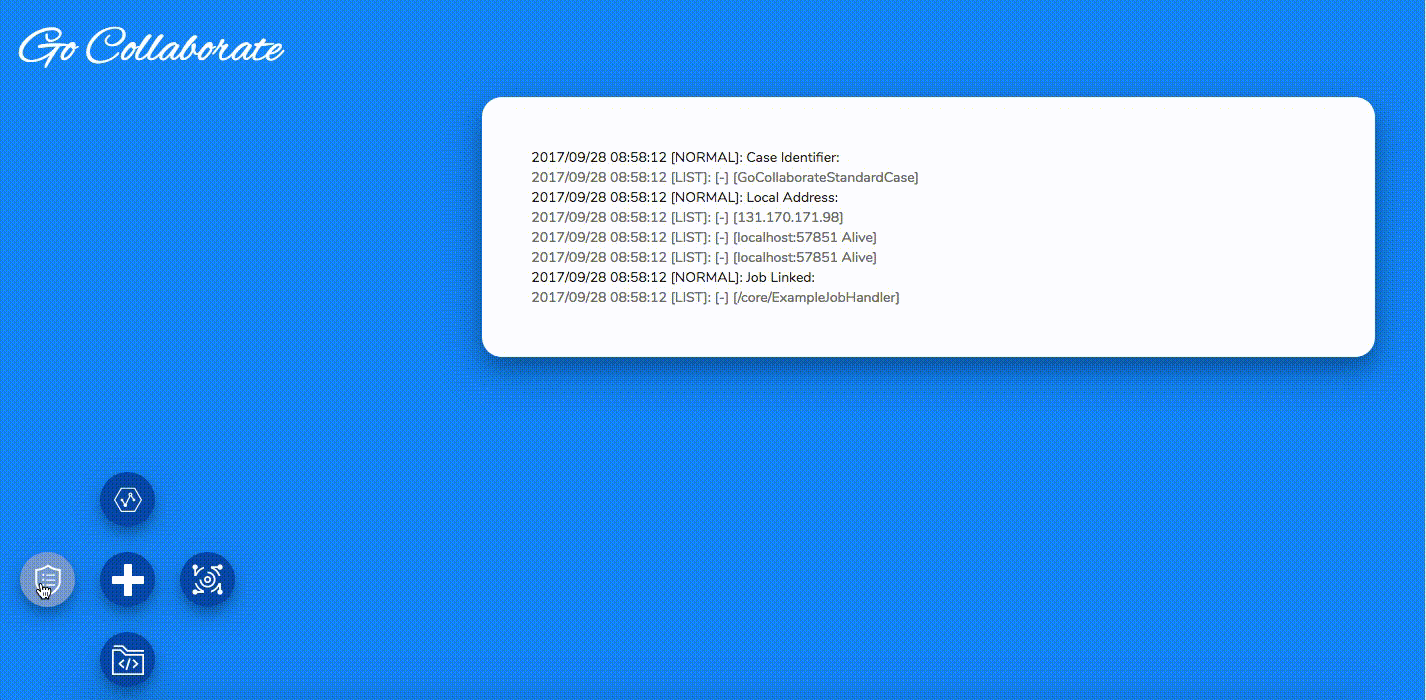 Go Collaborate
2017/09/28 08:58:12 [NORMAL]: Case Identifier:
2017/09/28 08:58:12 [LIST]: [-] [GoCollaborateStandardCase]
2017/09/28 08:58:12 [NORMAL]: Local Address:
2017/09/28 08:58:12 [LIST]: [-] [131.170.171.98]
2017/09/28 08:58:12 [LIST]: [-] [localhost:57851 Alive]
2017/09/28 08:58:12 [LIST]: [-] [localhost:57851 Alive]
2017/09/28 08:58:12 [NORMAL]: Job Linked:
2017/09/28 08:58:12 [LIST]: [-] [/core/ExampleJobHandler]